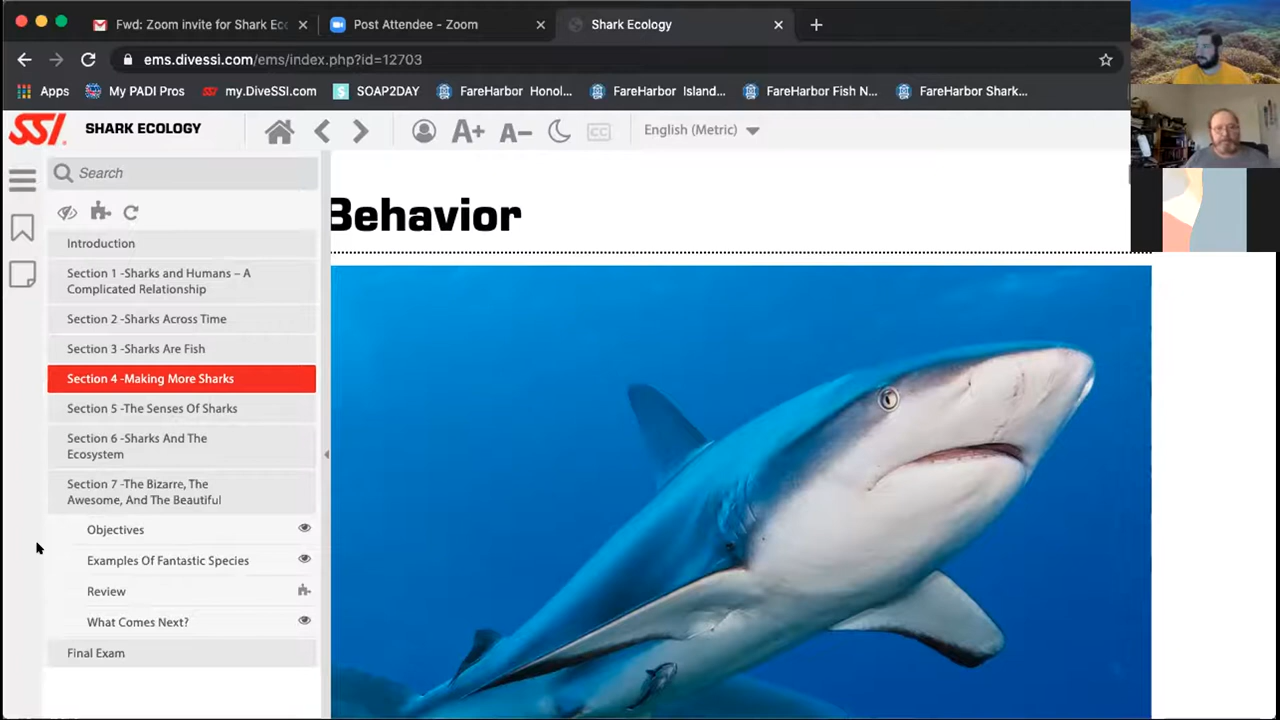 Fwd: Zoom invite for Shark Eco
Post Attendee - Zoom
Shark Ecology
ems.divessi.com/ems/index.php?id=12703
Apps
My PADI Pros
my.DiveSSI.com
SOAP2DAY
FareHarbor Honol...
FareHarbor Island...
FareHarbor Fish N...
FareHarbor Shark...
SSI
SHARK ECOLOGY
A+
A-
CC
English (Metric)
Search
Behavior
Introduction
Section 1 -Sharks and Humans – A
Complicated Relationship
Section 2 -Sharks Across Time
Section 3 -Sharks Are Fish
Section 4 -Making More Sharks
Section 5 -The Senses Of Sharks
Section 6 -Sharks And The
Ecosystem
Section 7 -The Bizarre, The
Awesome, And The Beautiful
Objectives
Examples Of Fantastic Species
Review
What Comes Next?
Final Exam